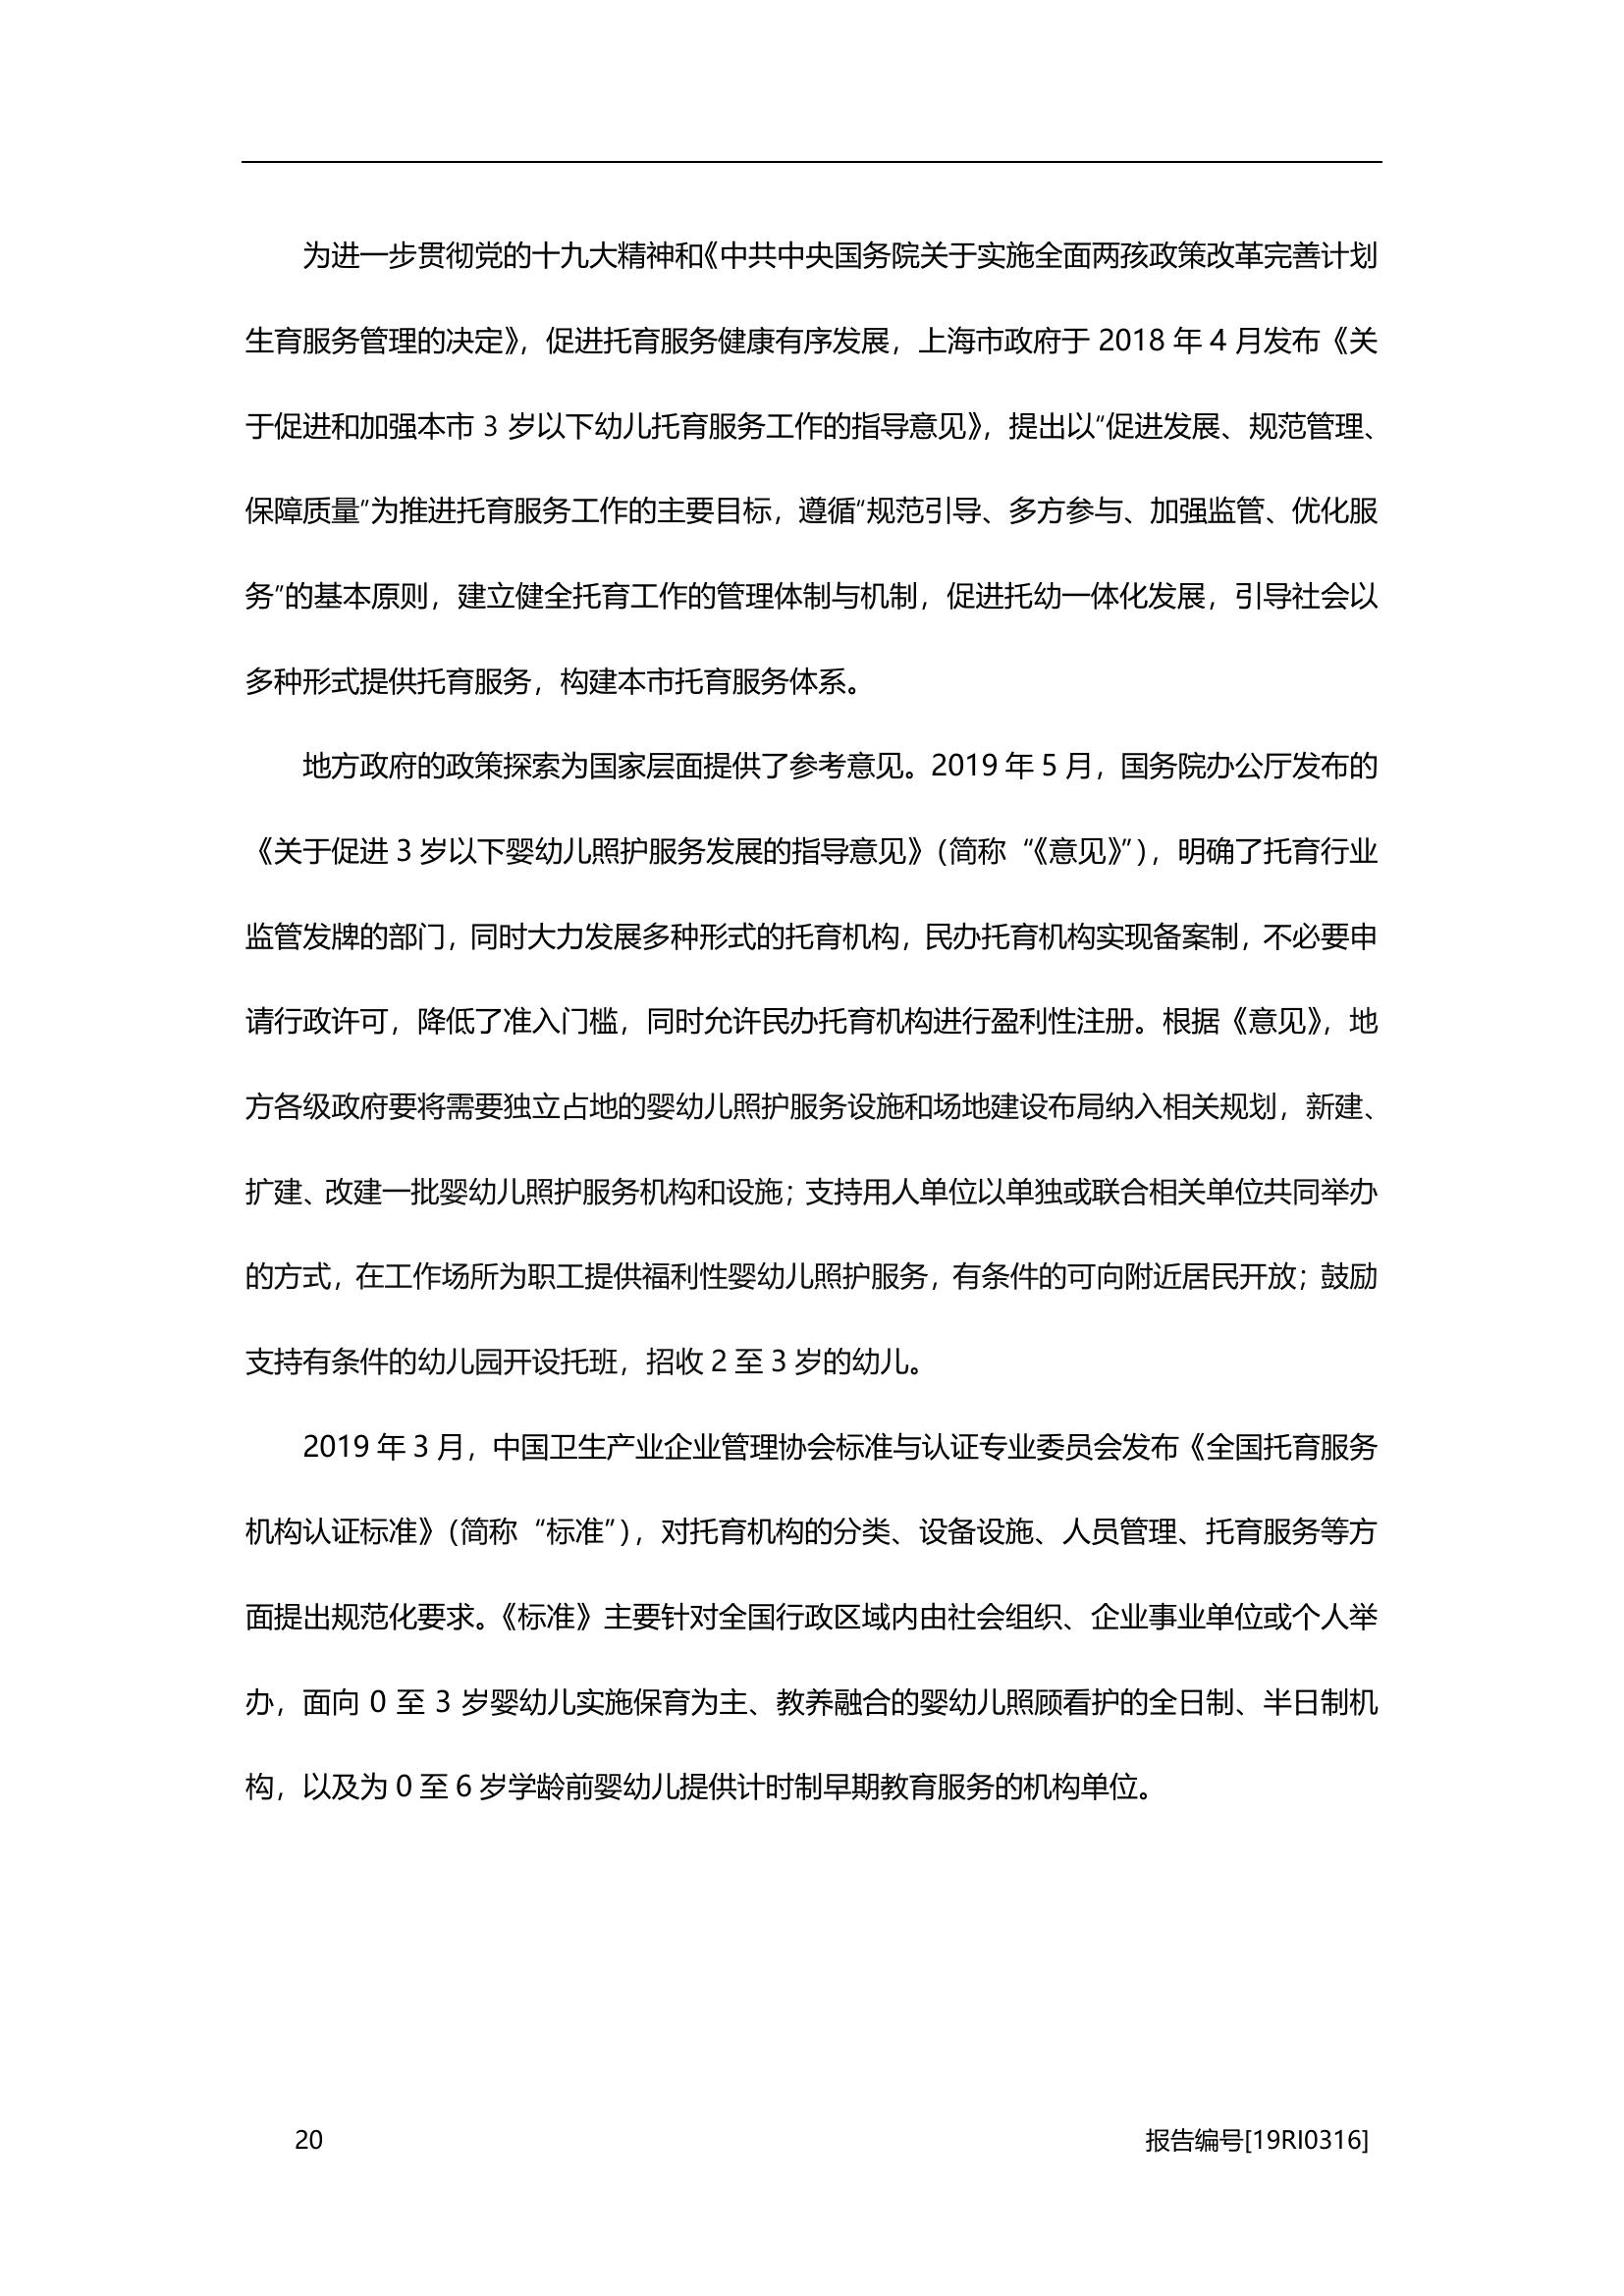 为进一步贯彻党的十九大精神和《中共中央国务院关于实施全面两孩政策改革完善计划
生育服务管理的决定》，促进托育服务健康有序发展，上海市政府于 2018 年 4 月发布《关
于促进和加强本市 3 岁以下幼儿托育服务工作的指导意见》，提出以“促进发展、规范管理、
保障质量”为推进托育服务工作的主要目标，遵循“规范引导、多方参与、加强监管、优化服
务”的基本原则，建立健全托育工作的管理体制与机制，促进托幼一体化发展，引导社会以
多种形式提供托育服务，构建本市托育服务体系。
地方政府的政策探索为国家层面提供了参考意见。2019 年 5 月，国务院办公厅发布的
《关于促进 3 岁以下婴幼儿照护服务发展的指导意见》（简称“《意见》”），明确了托育行业
监管发牌的部门，同时大力发展多种形式的托育机构，民办托育机构实现备案制，不必要申
请行政许可，降低了准入门槛，同时允许民办托育机构进行盈利性注册。根据《意见》，地
方各级政府要将需要独立占地的婴幼儿照护服务设施和场地建设布局纳入相关规划，新建、
扩建、改建一批婴幼儿照护服务机构和设施；支持用人单位以单独或联合相关单位共同举办
的方式，在工作场所为职工提供福利性婴幼儿照护服务，有条件的可向附近居民开放；鼓励
支持有条件的幼儿园开设托班，招收 2 至 3 岁的幼儿。
2019 年 3 月，中国卫生产业企业管理协会标准与认证专业委员会发布《全国托育服务
机构认证标准》（简称“标准”），对托育机构的分类、设备设施、人员管理、托育服务等方
面提出规范化要求。《标准》主要针对全国行政区域内由社会组织、企业事业单位或个人举
办，面向 0 至 3 岁婴幼儿实施保育为主、教养融合的婴幼儿照顾看护的全日制、半日制机
构，以及为 0 至 6 岁学龄前婴幼儿提供计时制早期教育服务的机构单位。
20 报告编号[19RI0316]